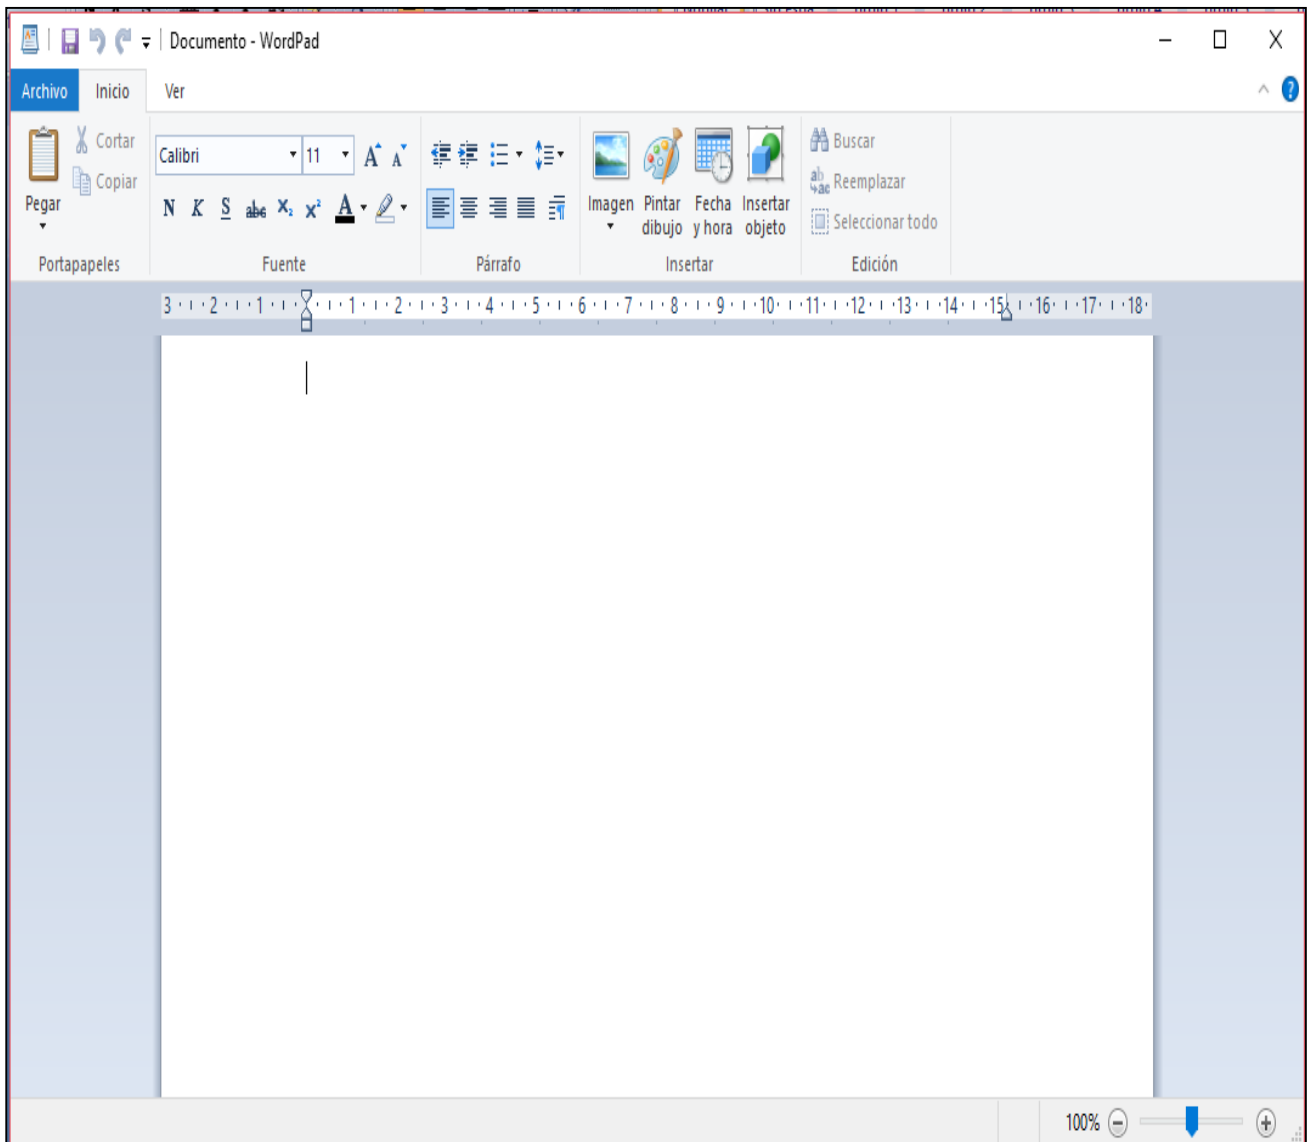 Documento - WordPad
Archivo Inicio Ver
Pegar
Cortar
Copiar
Portapapeles
Calibri 11
N K S abc X₂ X² A
Fuente
Párrafo
Imagen
Pintar dibujo
Fecha y hora
Insertar objeto
Insertar
Buscar
Reemplazar
Seleccionar todo
Edición
3 2 1 1 2 3 4 5 6 7 8 9 10 11 12 13 14 15 16 17 18
100%